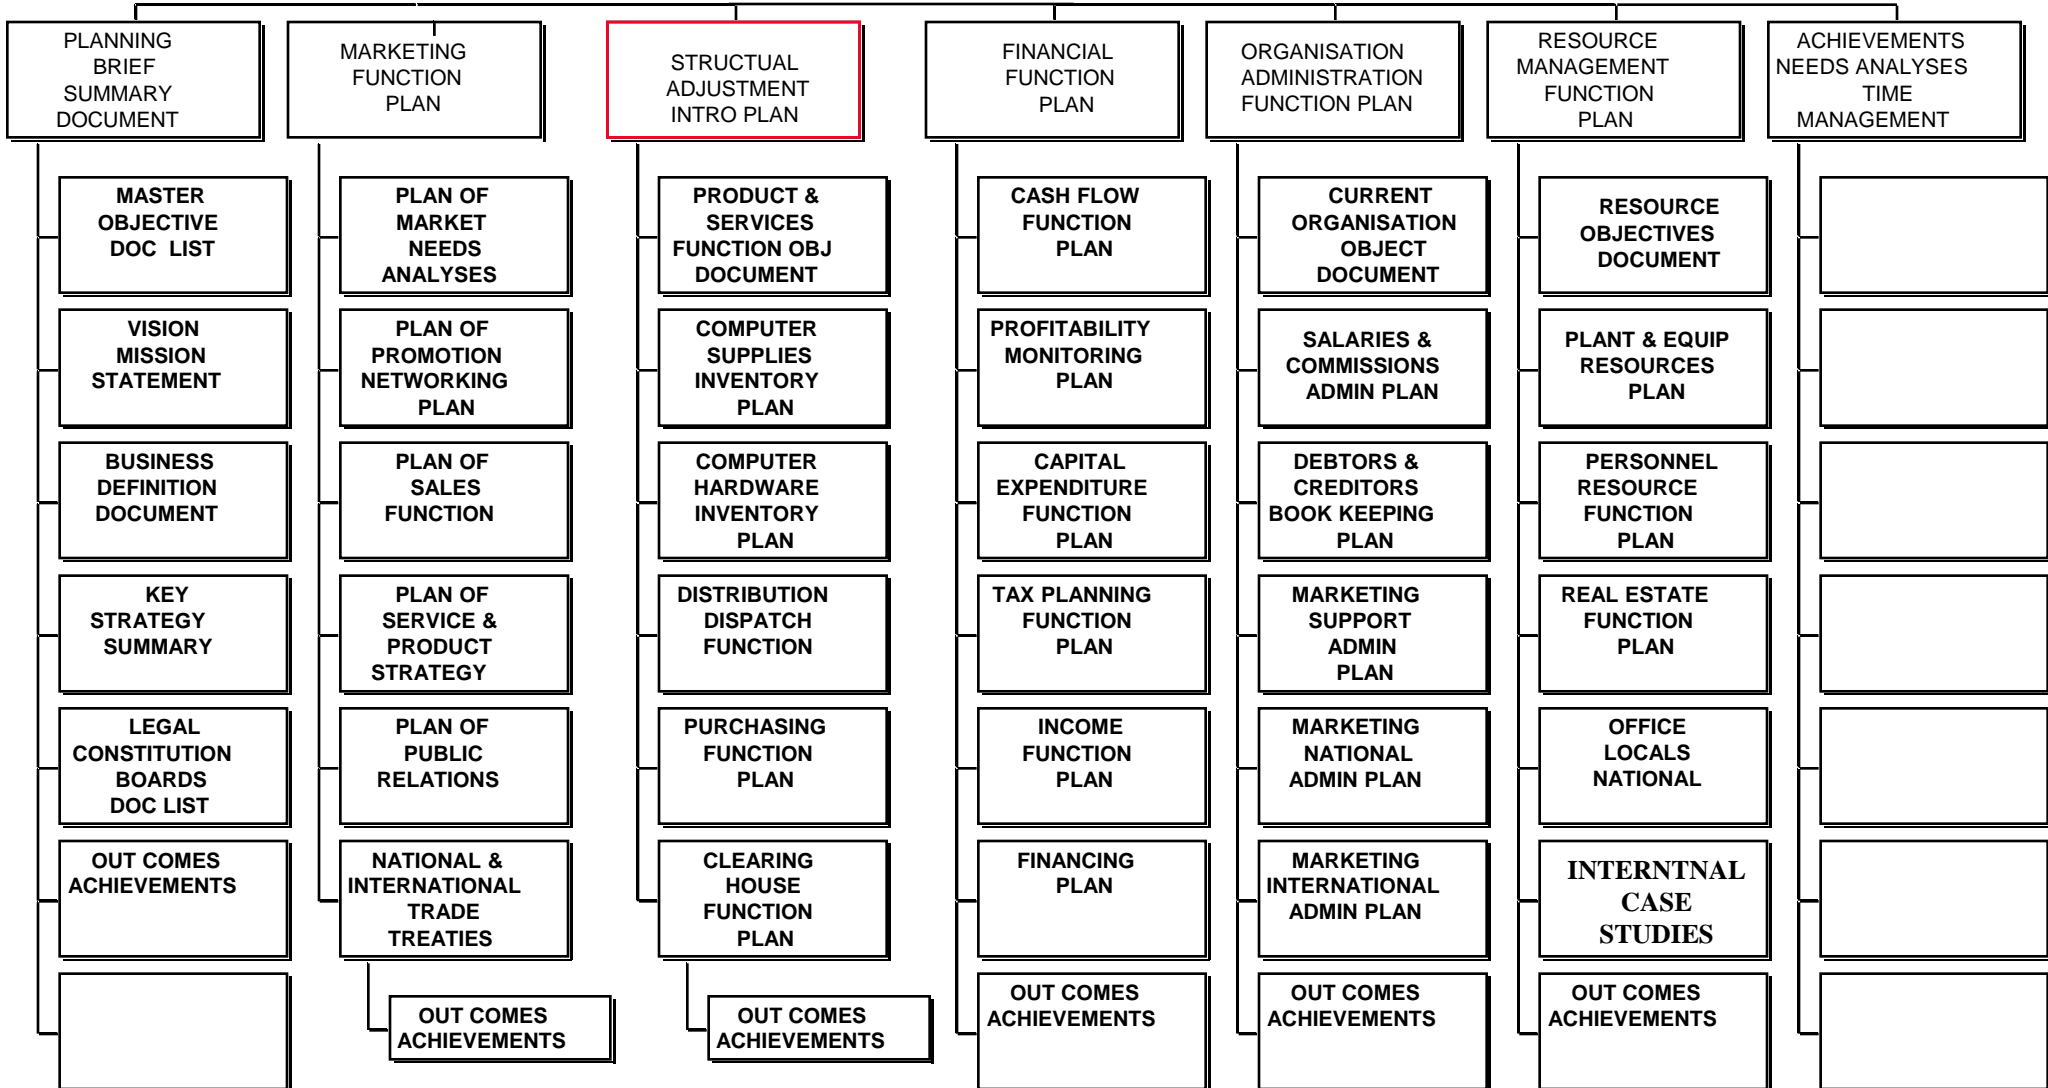 PLANNING
BRIEF
SUMMARY
DOCUMENT
MARKETING
FUNCTION
PLAN
STRUCTUAL
ADJUSTMENT
INTRO PLAN
FINANCIAL
FUNCTION
PLAN
ORGANISATION
ADMINISTRATION
FUNCTION PLAN
RESOURCE
MANAGEMENT
FUNCTION
PLAN
ACHIEVEMENTS
NEEDS ANALYSES
TIME
MANAGEMENT
MASTER
OBJECTIVE
DOC LIST
VISION
MISSION
STATEMENT
BUSINESS
DEFINITION
DOCUMENT
KEY
STRATEGY
SUMMARY
LEGAL
CONSTITUTION
BOARDS
DOC LIST
OUT COMES
ACHIEVEMENTS
PLAN OF
MARKET
NEEDS
ANALYSES
PLAN OF
PROMOTION
NETWORKING
PLAN
PLAN OF
SALES
FUNCTION
PLAN OF
SERVICE &
PRODUCT
STRATEGY
PLAN OF
PUBLIC
RELATIONS
NATIONAL &
INTERNATIONAL
TRADE
TREATIES
OUT COMES
ACHIEVEMENTS
PRODUCT &
SERVICES
FUNCTION OBJ
DOCUMENT
COMPUTER
SUPPLIES
INVENTORY
PLAN
COMPUTER
HARDWARE
INVENTORY
PLAN
DISTRIBUTION
DISPATCH
FUNCTION
PURCHASING
FUNCTION
PLAN
CLEARING
HOUSE
FUNCTION
PLAN
OUT COMES
ACHIEVEMENTS
CASH FLOW
FUNCTION
PLAN
PROFITABILITY
MONITORING
PLAN
CAPITAL
EXPENDITURE
FUNCTION
PLAN
TAX PLANNING
FUNCTION
PLAN
INCOME
FUNCTION
PLAN
FINANCING
PLAN
OUT COMES
ACHIEVEMENTS
CURRENT
ORGANISATION
OBJECT
DOCUMENT
SALARIES &
COMMISSIONS
ADMIN PLAN
DEBTORS &
CREDITORS
BOOK KEEPING
PLAN
MARKETING
SUPPORT
ADMIN
PLAN
MARKETING
NATIONAL
ADMIN PLAN
MARKETING
INTERNATIONAL
ADMIN PLAN
OUT COMES
ACHIEVEMENTS
RESOURCE
OBJECTIVES
DOCUMENT
PLANT & EQUIP
RESOURCES
PLAN
PERSONNEL
RESOURCE
FUNCTION
PLAN
REAL ESTATE
FUNCTION
PLAN
OFFICE
LOCALS
NATIONAL
INTERNTNAL
CASE
STUDIES
OUT COMES
ACHIEVEMENTS